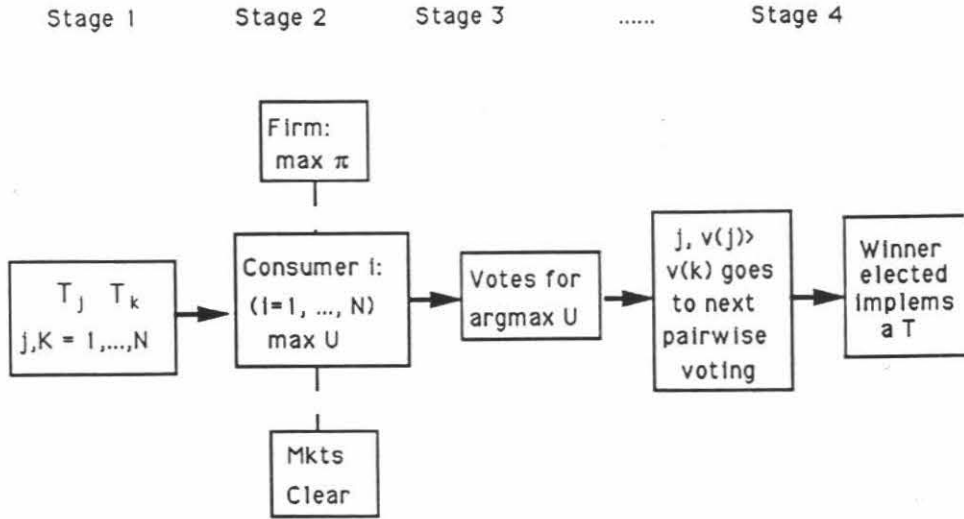 Stage 1 Stage 2 Stage 3 ...... Stage 4
Firm:
max π
Consumer i:
(i=1, ..., N)
max U
Mkts
Clear
T_j T_k
j,K = 1,...,N
Votes for
argmax U
j, v(j)>
v(k) goes
to next
pairwise
voting
Winner
elected
implems
a T